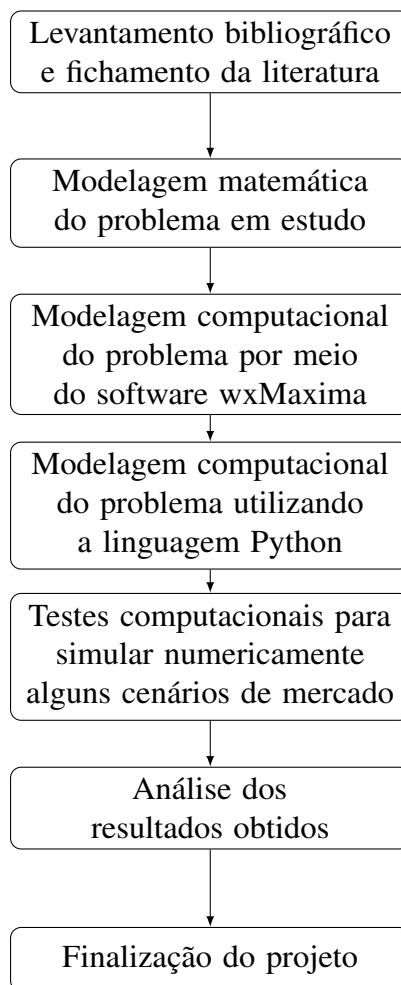 Levantamento bibliográfico
e fichamento da literatura
Modelagem matemática
do problema em estudo
Modelagem computacional
do problema por meio
do software wxMaxima
Modelagem computacional
do problema utilizando
a linguagem Python
Testes computacionais para
simular numericamente
alguns cenários de mercado
Análise dos
resultados obtidos
Finalização do projeto